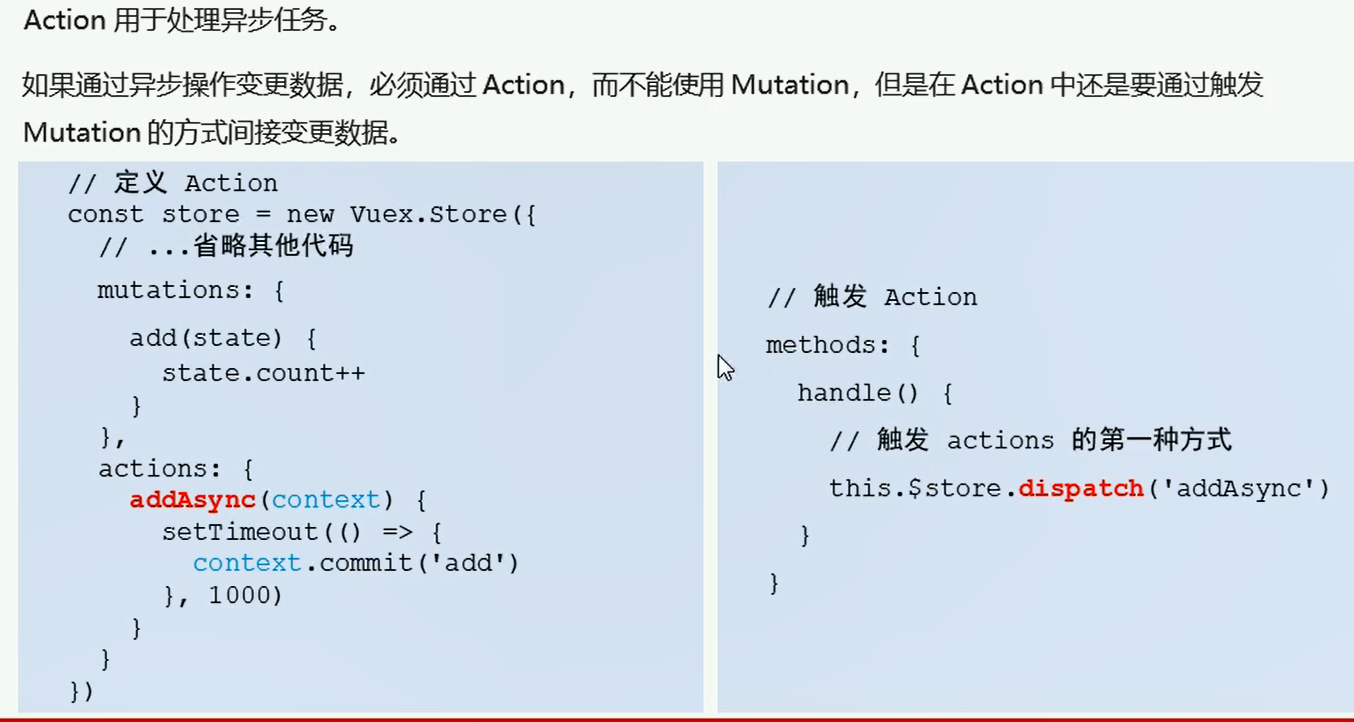 Action 用于处理异步任务。
如果通过异步操作变更数据，必须通过 Action，而不能使用 Mutation，但是在 Action 中还是要通过触发
Mutation 的方式间接变更数据。
// 定义 Action
const store = new Vuex.Store({
// ...省略其他代码
mutations: {
add(state) {
state.count++
}
},
actions: {
addAsync(context) {
setTimeout(() => {
context.commit('add')
}, 1000)
}
}
})
// 触发 Action
methods: {
handle() {
// 触发 actions 的第一种方式
this.$store.dispatch('addAsync')
}
}